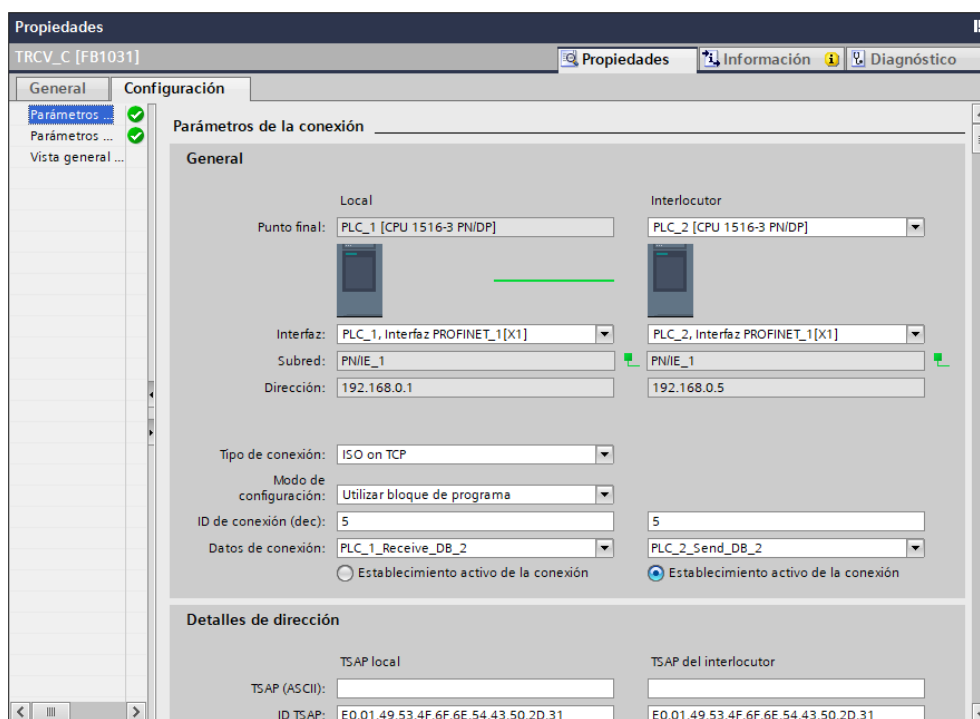 Propiedades
TRCV_C [FB1031]
Propiedades Información Diagnóstico
General Configuración
Parámetros ...
Parámetros ...
Vista general ...
Parámetros de la conexión
General
Local Interlocutor
Punto final: PLC_1 [CPU 1516-3 PN/DP] PLC_2 [CPU 1516-3 PN/DP]
Interfaz: PLC_1, Interfaz PROFINET_1[X1] PLC_2, Interfaz PROFINET_1[X1]
Subred: PN/IE_1 PN/IE_1
Dirección: 192.168.0.1 192.168.0.5
Tipo de conexión: ISO on TCP
Modo de
configuración: Utilizar bloque de programa
ID de conexión (dec): 5 5
Datos de conexión: PLC_1_Receive_DB_2 PLC_2_Send_DB_2
Establecimiento activo de la conexión Establecimiento activo de la conexión
Detalles de dirección
TSAP local TSAP del interlocutor
TSAP (ASCII):
ID TSAP: E0.01.49.53.4F.6F.6E.54.43.50.2D.31 E0.01.49.53.4F.6F.6E.54.43.50.2D.31